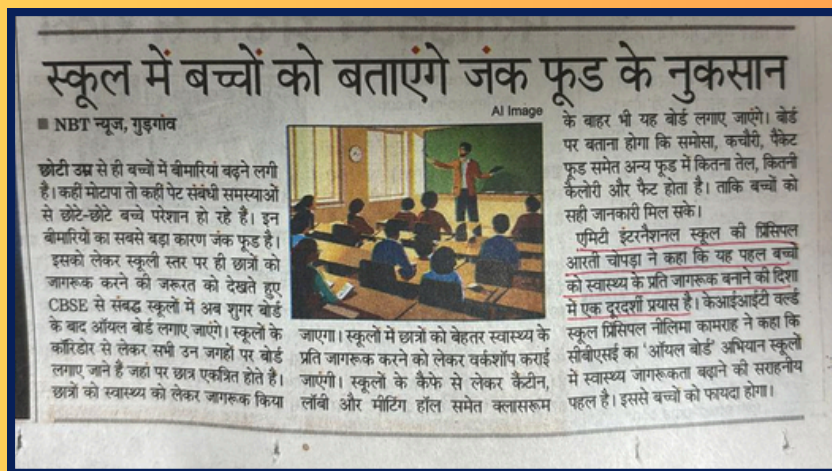 स्कूल में बच्चों को बताएंगे जंक फूड के नुकसान
■ NBT न्यूज, गुड़गांव
छोटी उम्र से ही बच्चों में बीमारियां बढ़ने लगी
है। कहीं मोटापा तो कहीं पेट संबंधी समस्याओं
से छोटे-छोटे बच्चे परेशान हो रहे हैं। इन
बीमारियों का सबसे बड़ा कारण जंक फूड है।
इसको लेकर स्कूली स्तर पर ही छात्रों को
जागरूक करने की जरूरत को देखते हुए
CBSE से संबद्ध स्कूलों में अब शुगर बोर्ड
के बाद ऑयल बोर्ड लगाए जाएंगे। स्कूलों के
कॉरिडोर से लेकर सभी उन जगहों पर बोर्ड
लगाए जाने है जहां पर छात्र एकत्रित होते है।
छात्रों को स्वास्थ्य को लेकर जागरूक किया
AI Image
जाएगा। स्कूलों में छात्रों को बेहतर स्वास्थ्य के
प्रति जागरूक करने को लेकर वर्कशॉप कराई
जाएंगी। स्कूलों के कैफे से लेकर कैंटीन,
लॉबी और मीटिंग हॉल समेत क्लासरूम
के बाहर भी यह बोर्ड लगाए जाएंगे। बोर्ड
पर बताना होगा कि समोसा, कचौरी, पैकेट
फूड समेत अन्य फूड में कितना तेल, कितनी
कैलोरी और फैट होता है। ताकि बच्चों को
सही जानकारी मिल सके।
एमिटी इंटरनैशनल स्कूल की प्रिंसिपल
आरती चोपड़ा ने कहा कि यह पहल बच्चों
को स्वास्थ्य के प्रति जागरूक बनाने की दिशा
में एक दूरदर्शी प्रयास है। केआईआईटी वर्ल्ड
स्कूल प्रिंसिपल नीलिमा कामराह ने कहा कि
सीबीएसई का 'ऑयल बोर्ड' अभियान स्कूलों
में स्वास्थ्य जागरूकता बढ़ाने की सराहनीय
पहल है। इससे बच्चों को फायदा होगा।